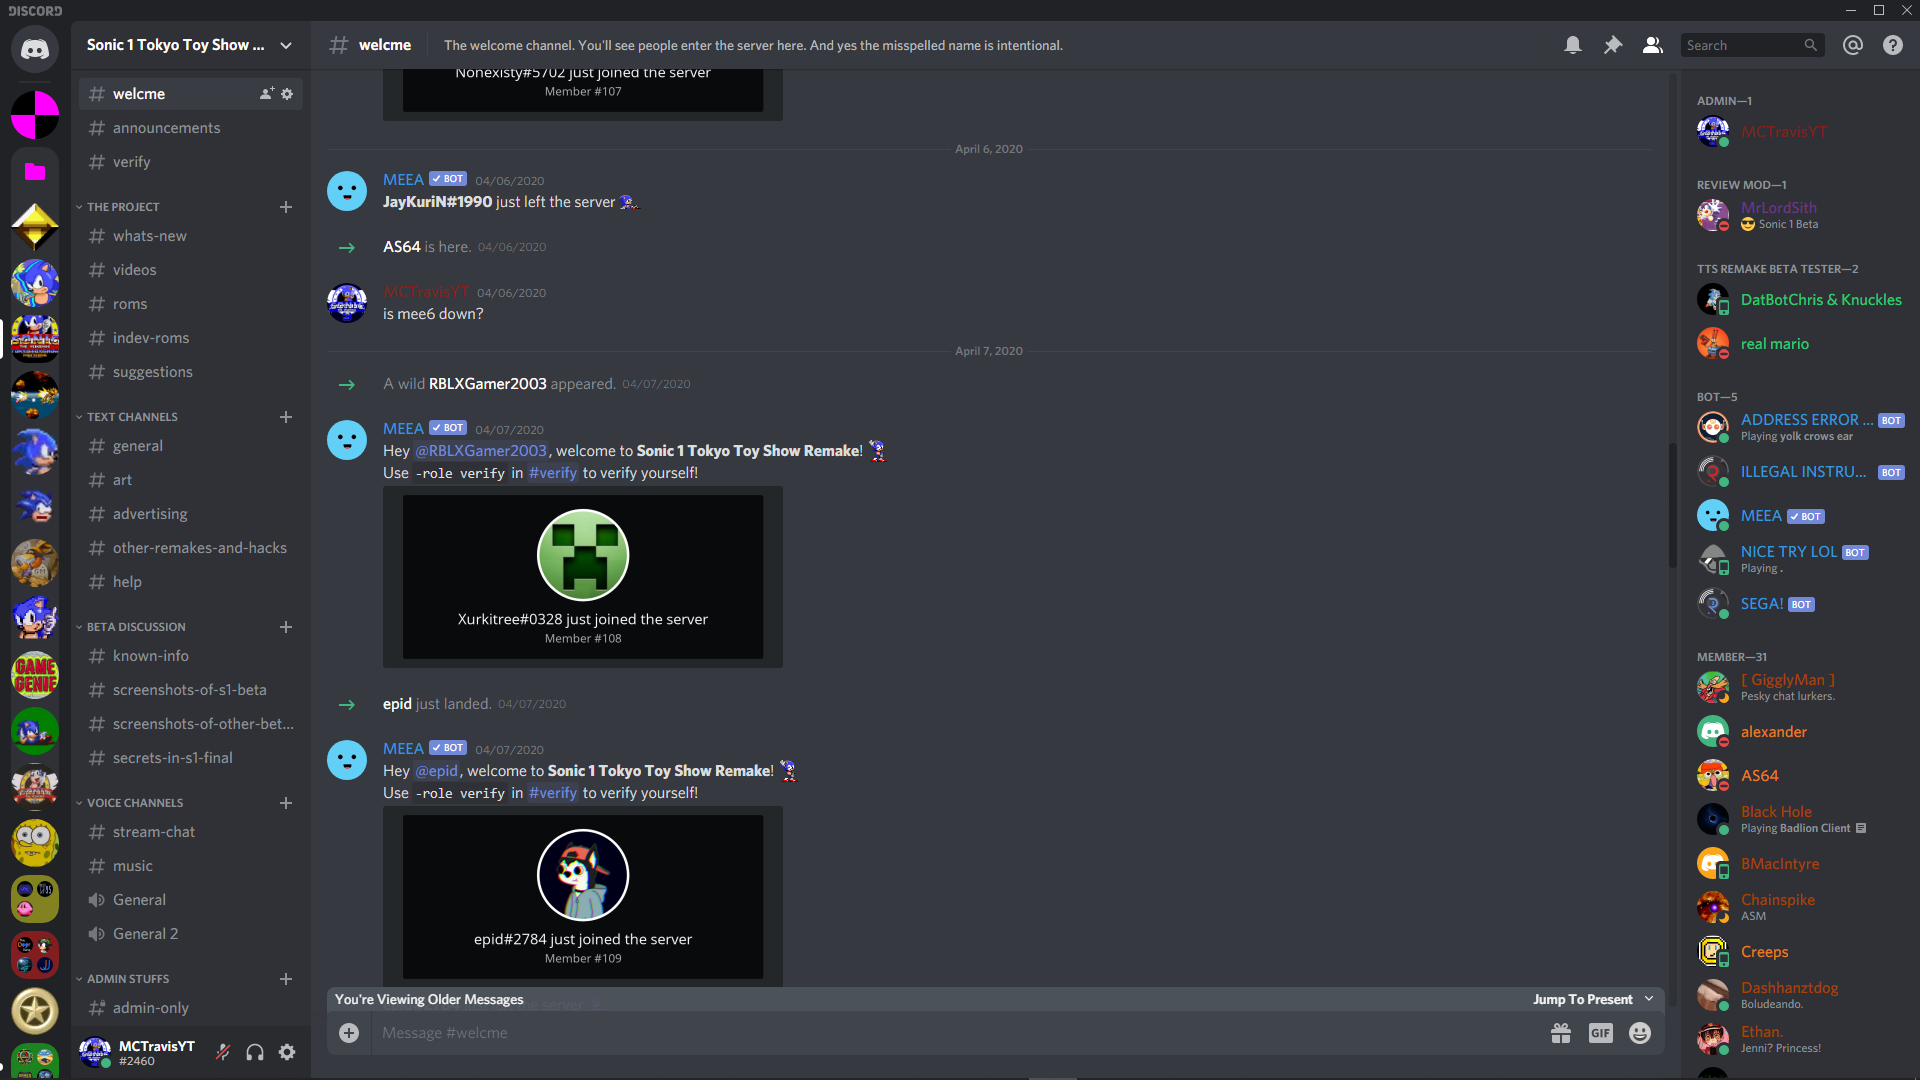 DISCORD
Sonic 1 Tokyo Toy Show ...
welcme
announcements
verify
THE PROJECT
whats-new
videos
roms
indev-roms
suggestions
TEXT CHANNELS
general
art
advertising
other-remakes-and-hacks
help
BETA DISCUSSION
known-info
screenshots-of-s1-beta
screenshots-of-other-bet...
secrets-in-s1-final
VOICE CHANNELS
stream-chat
music
General
General 2
ADMIN STUFFS
admin-only
MCTravisYT
#2460
GAME
GENIE
welcme
The welcome channel. You'll see people enter the server here. And yes the misspelled name is intentional.
Search
Nonexisty#5702 just joined the server
Member #107
April 6, 2020
MEEA BOT 04/06/2020
JayKuriN#1990 just left the server
AS64 is here. 04/06/2020
MCTravisYT 04/06/2020
is mee6 down?
April 7, 2020
A wild RBLXGamer2003 appeared. 04/07/2020
MEEA BOT 04/07/2020
Hey @RBLXGamer2003, welcome to Sonic 1 Tokyo Toy Show Remake!
Use -role verify in #verify to verify yourself!
Xurkitree#0328 just joined the server
Member #108
epid just landed. 04/07/2020
MEEA BOT 04/07/2020
Hey @epid, welcome to Sonic 1 Tokyo Toy Show Remake!
Use -role verify in #verify to verify yourself!
epid#2784 just joined the server
Member #109
You're Viewing Older Messages
Jump To Present
Message #welcme
GIF
ADMIN—1
MCTravisYT
REVIEW MOD—1
MrLordSith
Sonic 1 Beta
TTS REMAKE BETA TESTER—2
DatBotChris & Knuckles
real mario
BOT—5
ADDRESS ERROR ... BOT
Playing yolk crows ear
ILLEGAL INSTRU... BOT
MEEA BOT
NICE TRY LOL BOT
Playing .
SEGA! BOT
MEMBER—31
[ GigglyMan ]
Pesky chat lurkers.
alexander
AS64
Black Hole
Playing Badlion Client
BMacIntyre
Chainspike
ASM
Creeps
Dashhanztdog
Boludeando.
Ethan.
Jenni? Princess!